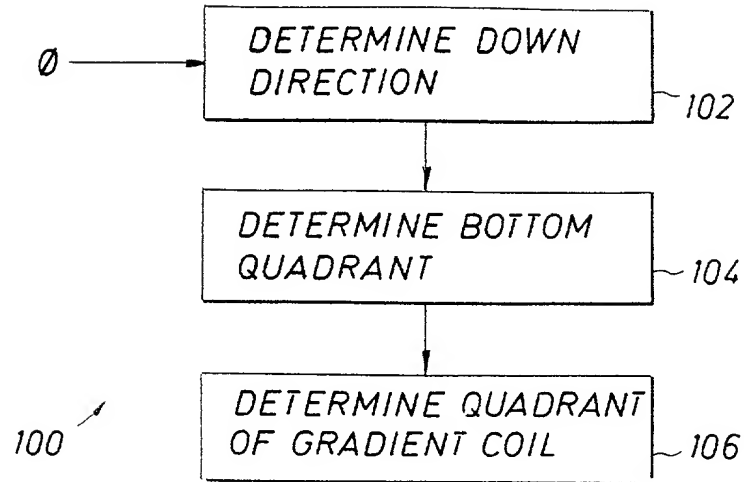 Ø
DETERMINE DOWN
DIRECTION
102
DETERMINE BOTTOM
QUADRANT
104
DETERMINE QUADRANT
OF GRADIENT COIL
106
100